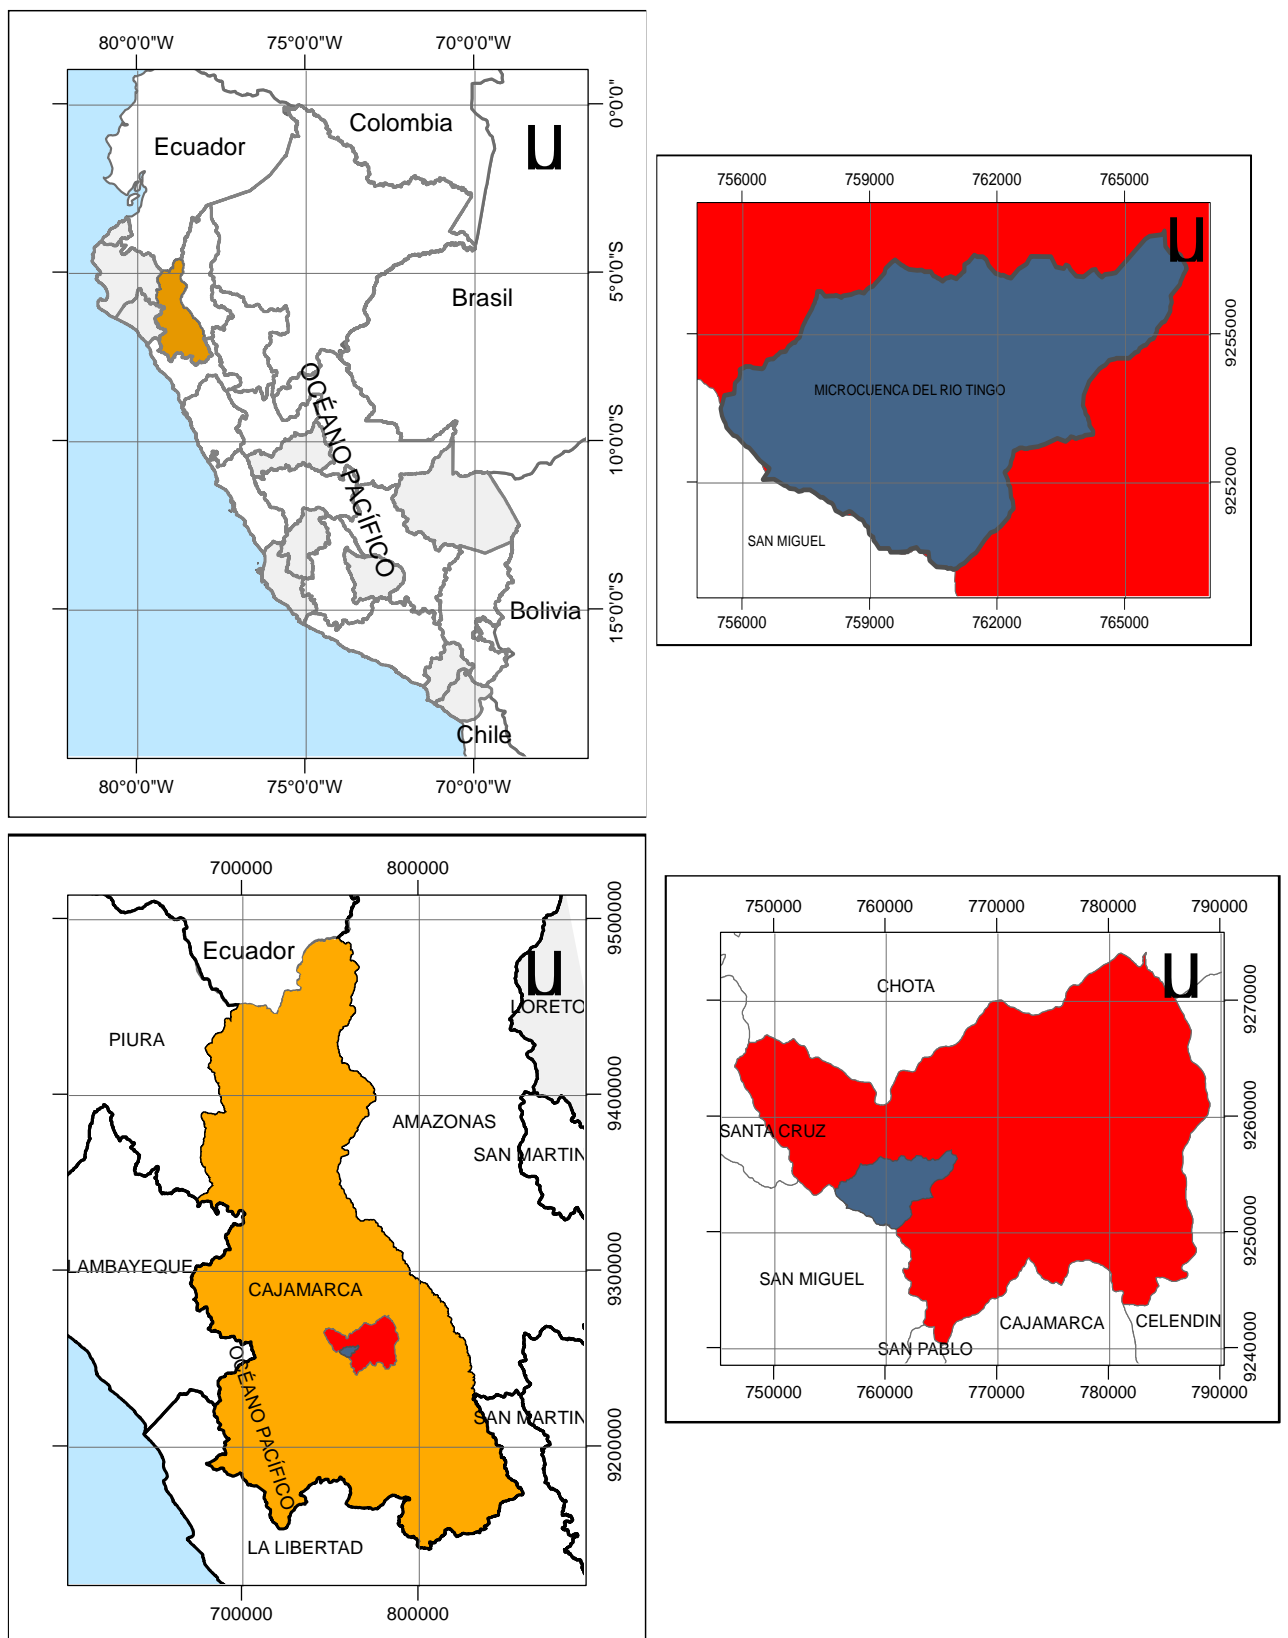 80°0'0"W 75°0'0"W 70°0'0"W
0°0'0"
Colombia
Ecuador
u
5°0'0"S
Brasil
OCÉANO PACÍFICO
10°0'0"S
Bolivia
15°0'0"S
Chile
80°0'0"W 75°0'0"W 70°0'0"W
756000 759000 762000 765000
u
9255000
MICROCUENCA DEL RIO TINGO
9252000
SAN MIGUEL
756000 759000 762000 765000
700000 800000
9500000
Ecuador
u
LORETO
PIURA
9400000
AMAZONAS
SAN MARTIN
LAMBAYEQUE
9300000
CAJAMARCA
OCÉANO PACÍFICO
SAN MARTIN
9200000
LA LIBERTAD
700000 800000
750000 760000 770000 780000 790000
u
CHOTA
9270000
SANTA CRUZ
9260000
9250000
SAN MIGUEL
CAJAMARCA
CELENDIN
SAN PABLO
9240000
750000 760000 770000 780000 790000